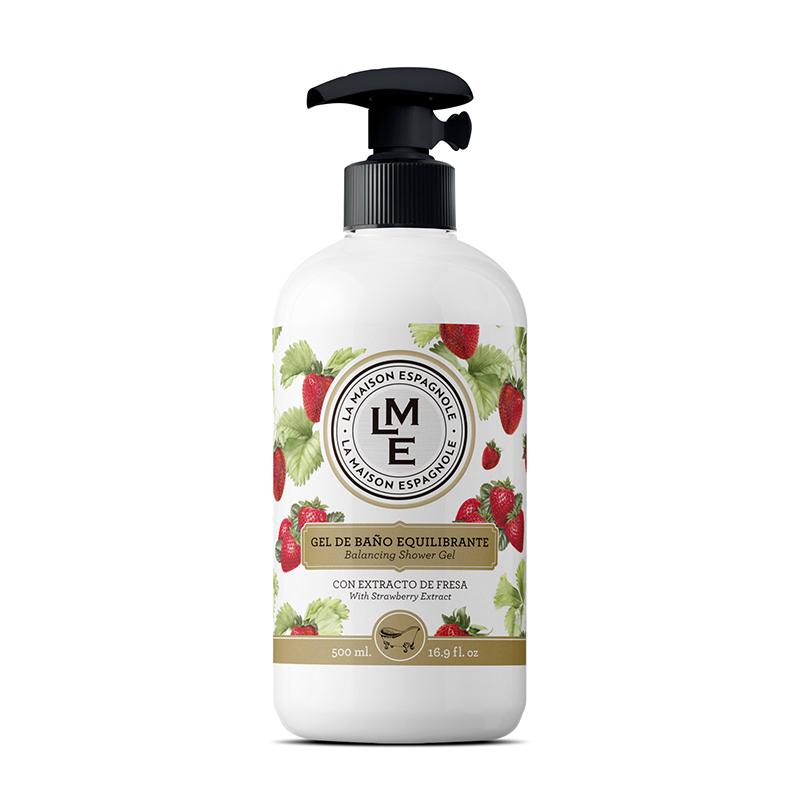 · LA MAISON ESPAGNOLE ·
LM
E
LA MAISON ESPAGNOLE
GEL DE BAÑO EQUILIBRANTE
Balancing Shower Gel
CON EXTRACTO DE FRESA
With Strawberry Extract
500 ml. 16.9 fl. oz